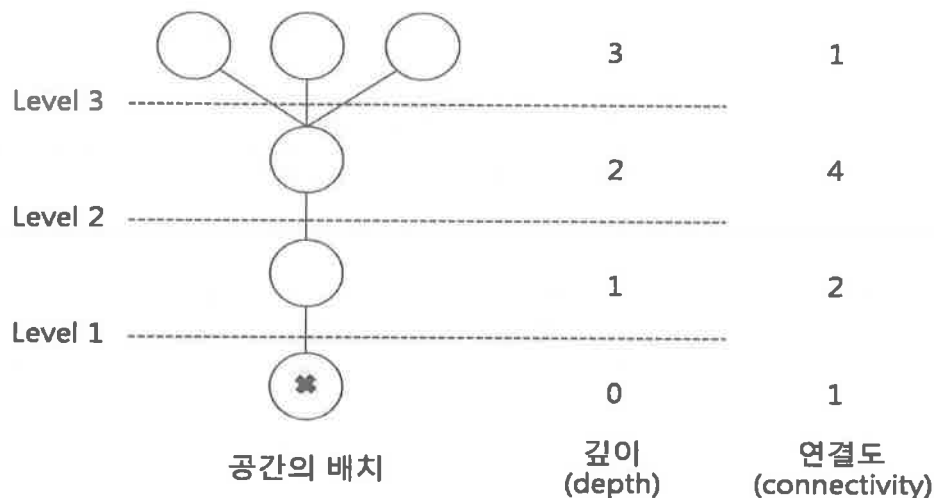 3 1
Level 3
2 4
Level 2
1 2
Level 1
0 1
공간의 배치
깊이
(depth)
연결도
(connectivity)